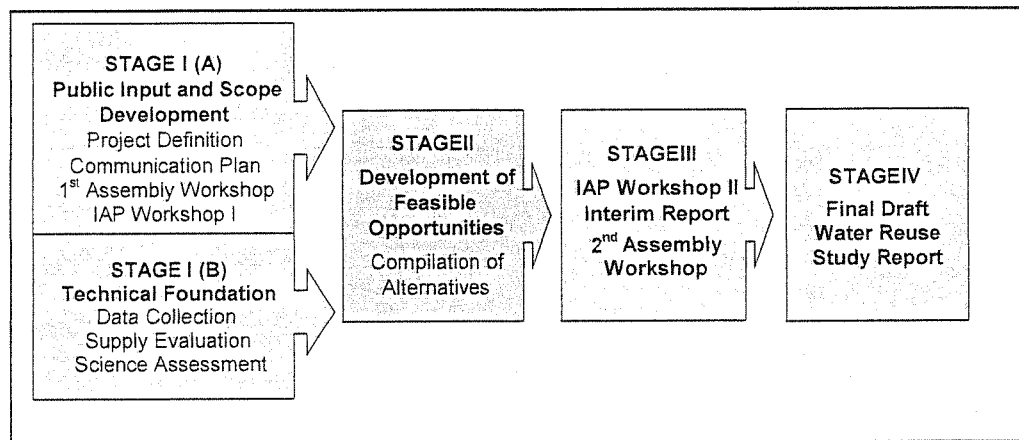 STAGE I (A)
Public Input and Scope
Development
Project Definition
Communication Plan
1st Assembly Workshop
IAP Workshop I
STAGE I (B)
Technical Foundation
Data Collection
Supply Evaluation
Science Assessment
STAGEII
Development of
Feasible
Opportunities
Compilation of
Alternatives
STAGEIII
IAP Workshop II
Interim Report
2nd Assembly
Workshop
STAGEIV
Final Draft
Water Reuse
Study Report